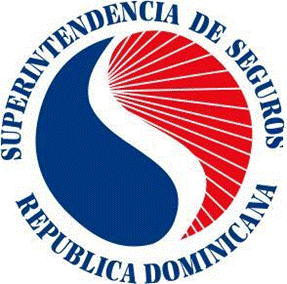 SUPERINTENDENCIA DE SEGUROS
REPUBLICA DOMINICANA